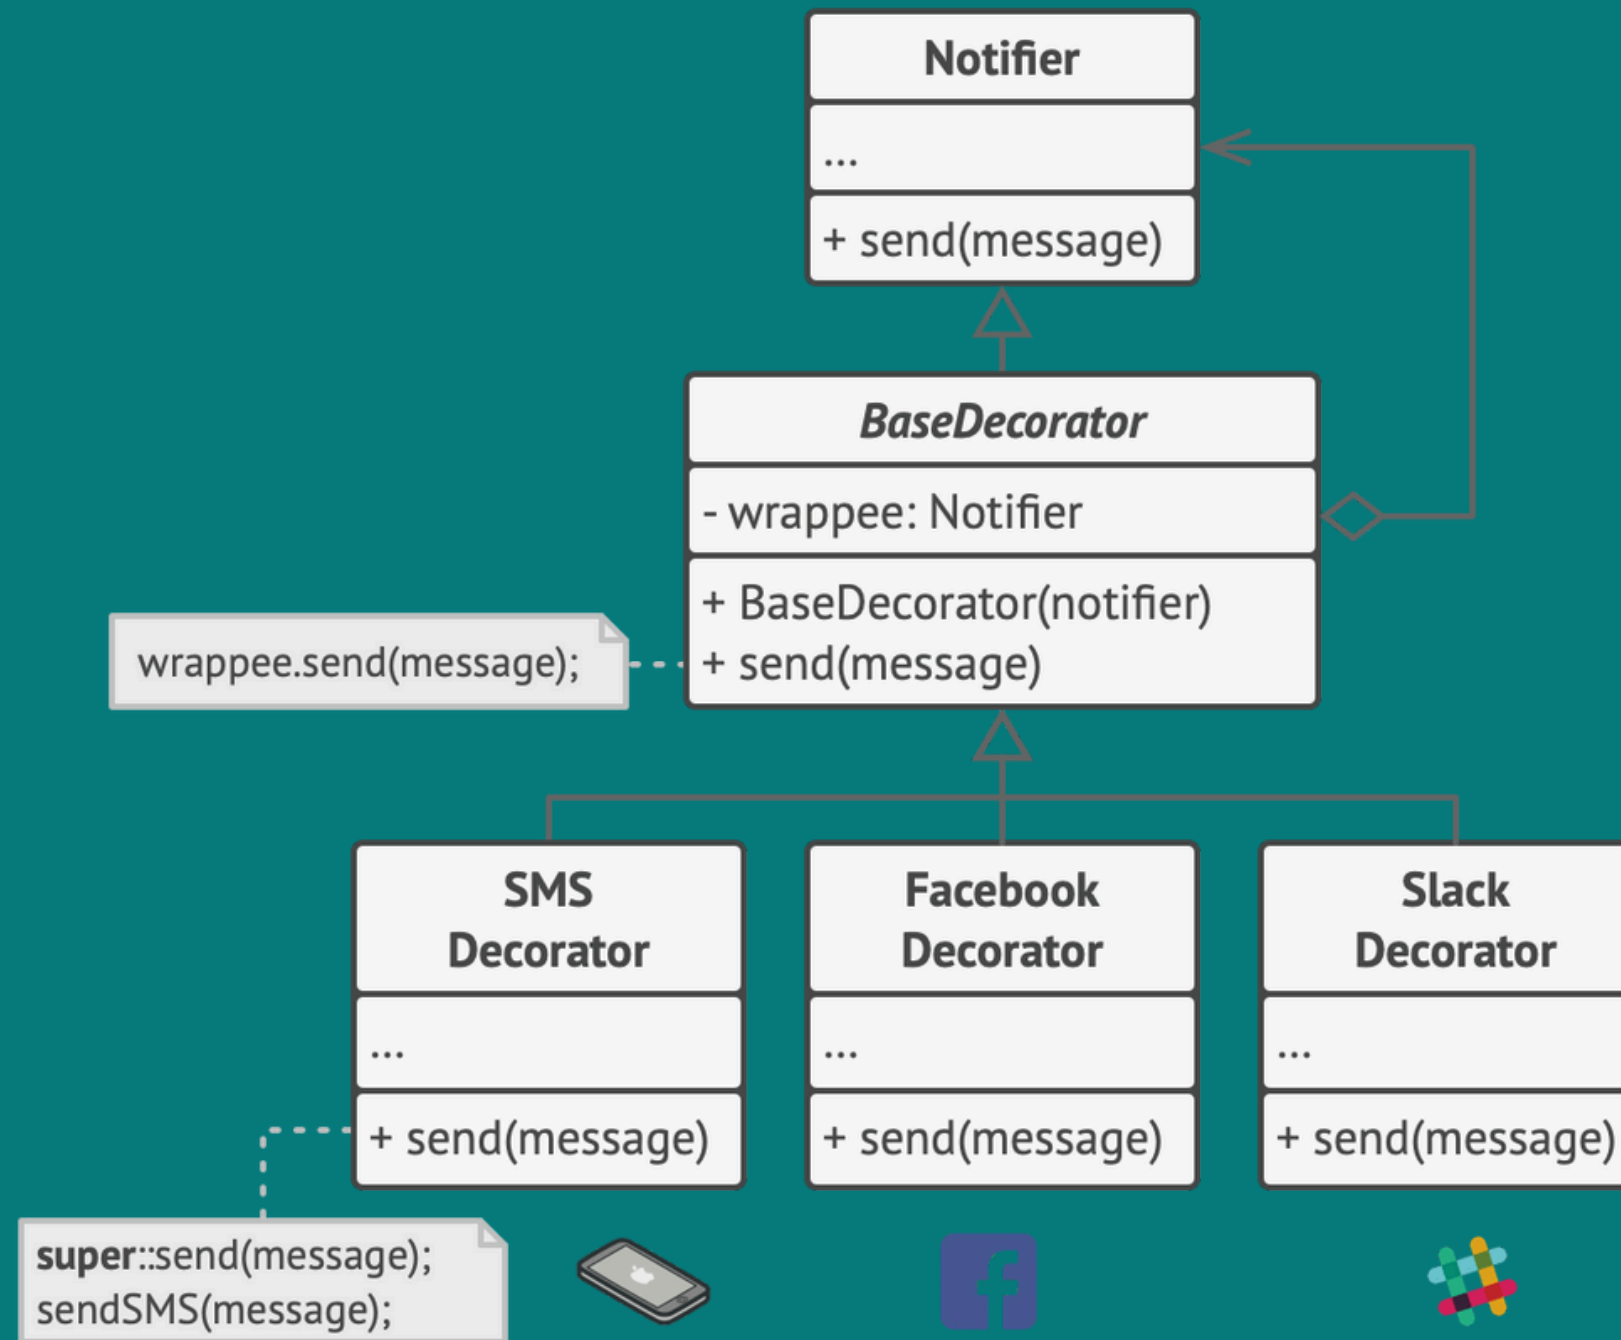 Notifier
...
+ send(message)
BaseDecorator
- wrappee: Notifier
+ BaseDecorator(notifier)
+ send(message)
wrappee.send(message);
SMS
Decorator
...
+ send(message)
Facebook
Decorator
...
+ send(message)
Slack
Decorator
...
+ send(message)
super::send(message);
sendSMS(message);